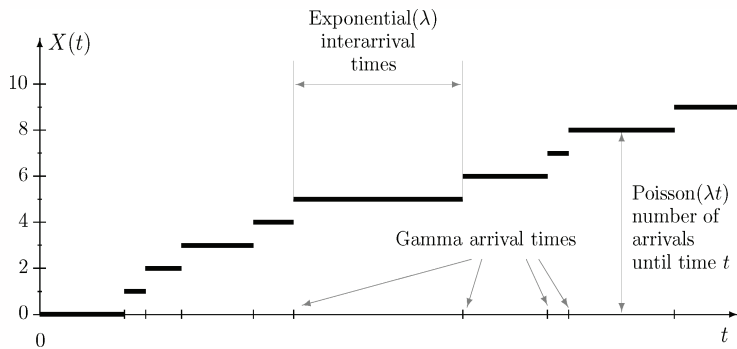 Exponential(λ)
interarrival
times
X(t)
10
8
6
4
2
0
Poisson(λt)
number of
arrivals
until time t
Gamma arrival times
0
t